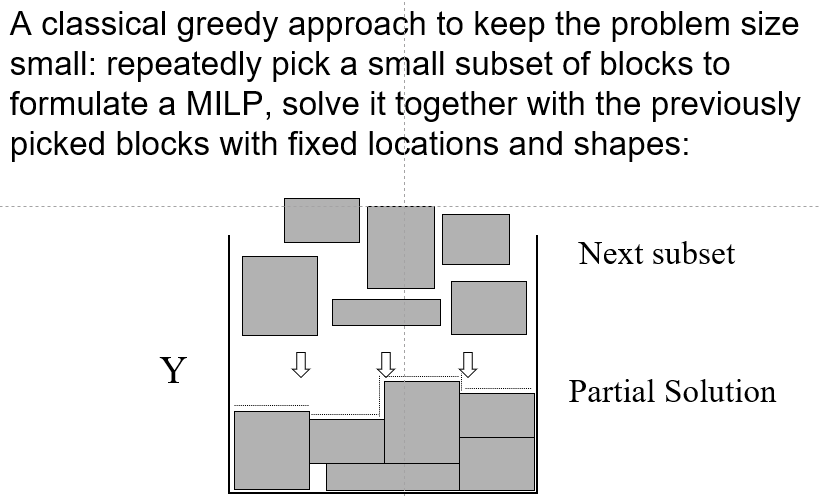 A classical greedy approach to keep the problem size
small: repeatedly pick a small subset of blocks to
formulate a MILP, solve it together with the previously
picked blocks with fixed locations and shapes:
Next subset
Y
Partial Solution